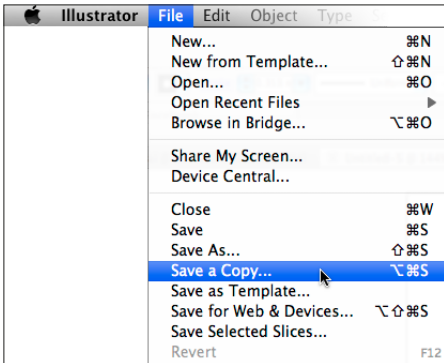 Illustrator File Edit Object Type
New... ⌘N
New from Template... ⇧⌘N
Open... ⌘O
Open Recent Files ▶
Browse in Bridge... ⌥⌘O
Share My Screen...
Device Central...
Close ⌘W
Save ⌘S
Save As... ⇧⌘S
Save a Copy... ⌥⌘S
Save as Template...
Save for Web & Devices... ⌥⇧⌘S
Save Selected Slices...
Revert F12